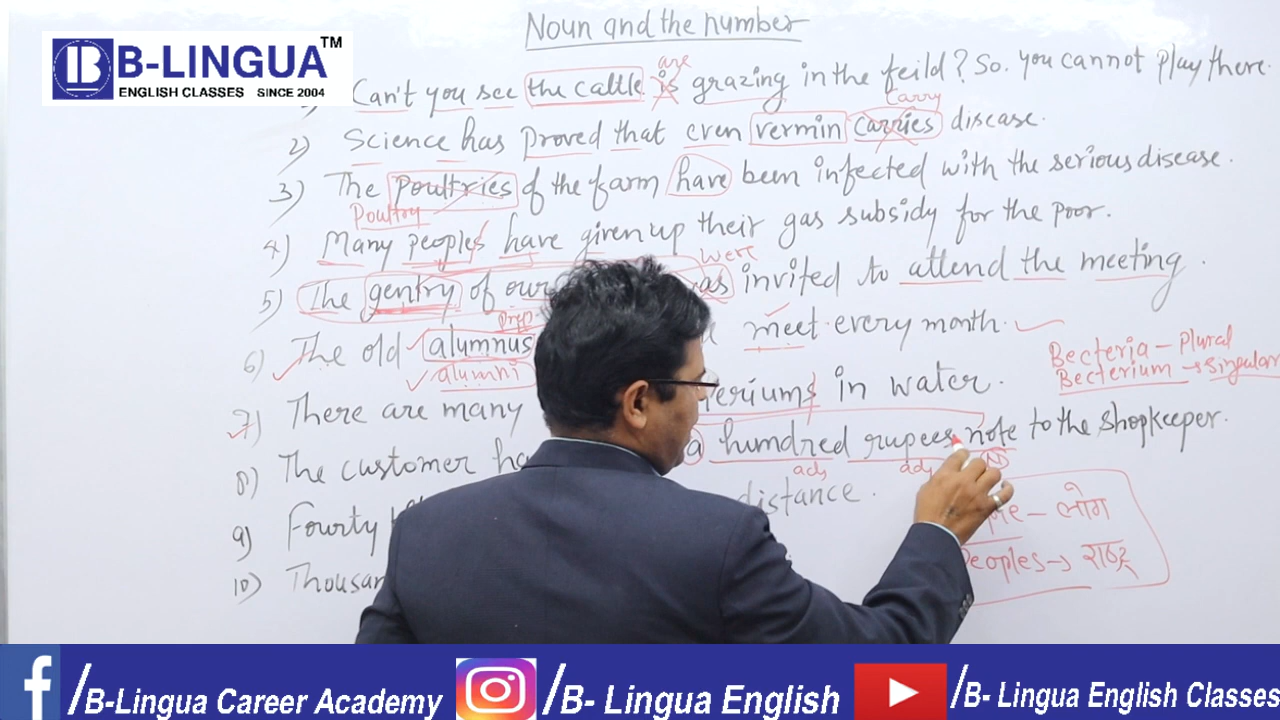 Noun and the number
B-LINGUA™
ENGLISH CLASSES SINCE 2004
are
1) Can't you see the cattle is grazing in the feild? So. you cannot play there.
carry
2) Science has proved that even vermin carries disease.
3) The poultries of the farm have been infected with the serious disease.
Poultry
4) Many peoples have given up their gas subsidy for the poor.
were
5) The gentry of our was invited to attend the meeting.
prep
6) The old alumnus meet every month.
alumni
Becteria - Plural
Becterium → Singular
7) There are many teriums in water.
8) The customer ha a humdred rupees note to the shopkeeper.
adj adj N
9) Fourty distance.
लोग
Peoples → राष्ट्र
10) Thousan
/B-Lingua Career Academy /B- Lingua English /B- Lingua English Classes